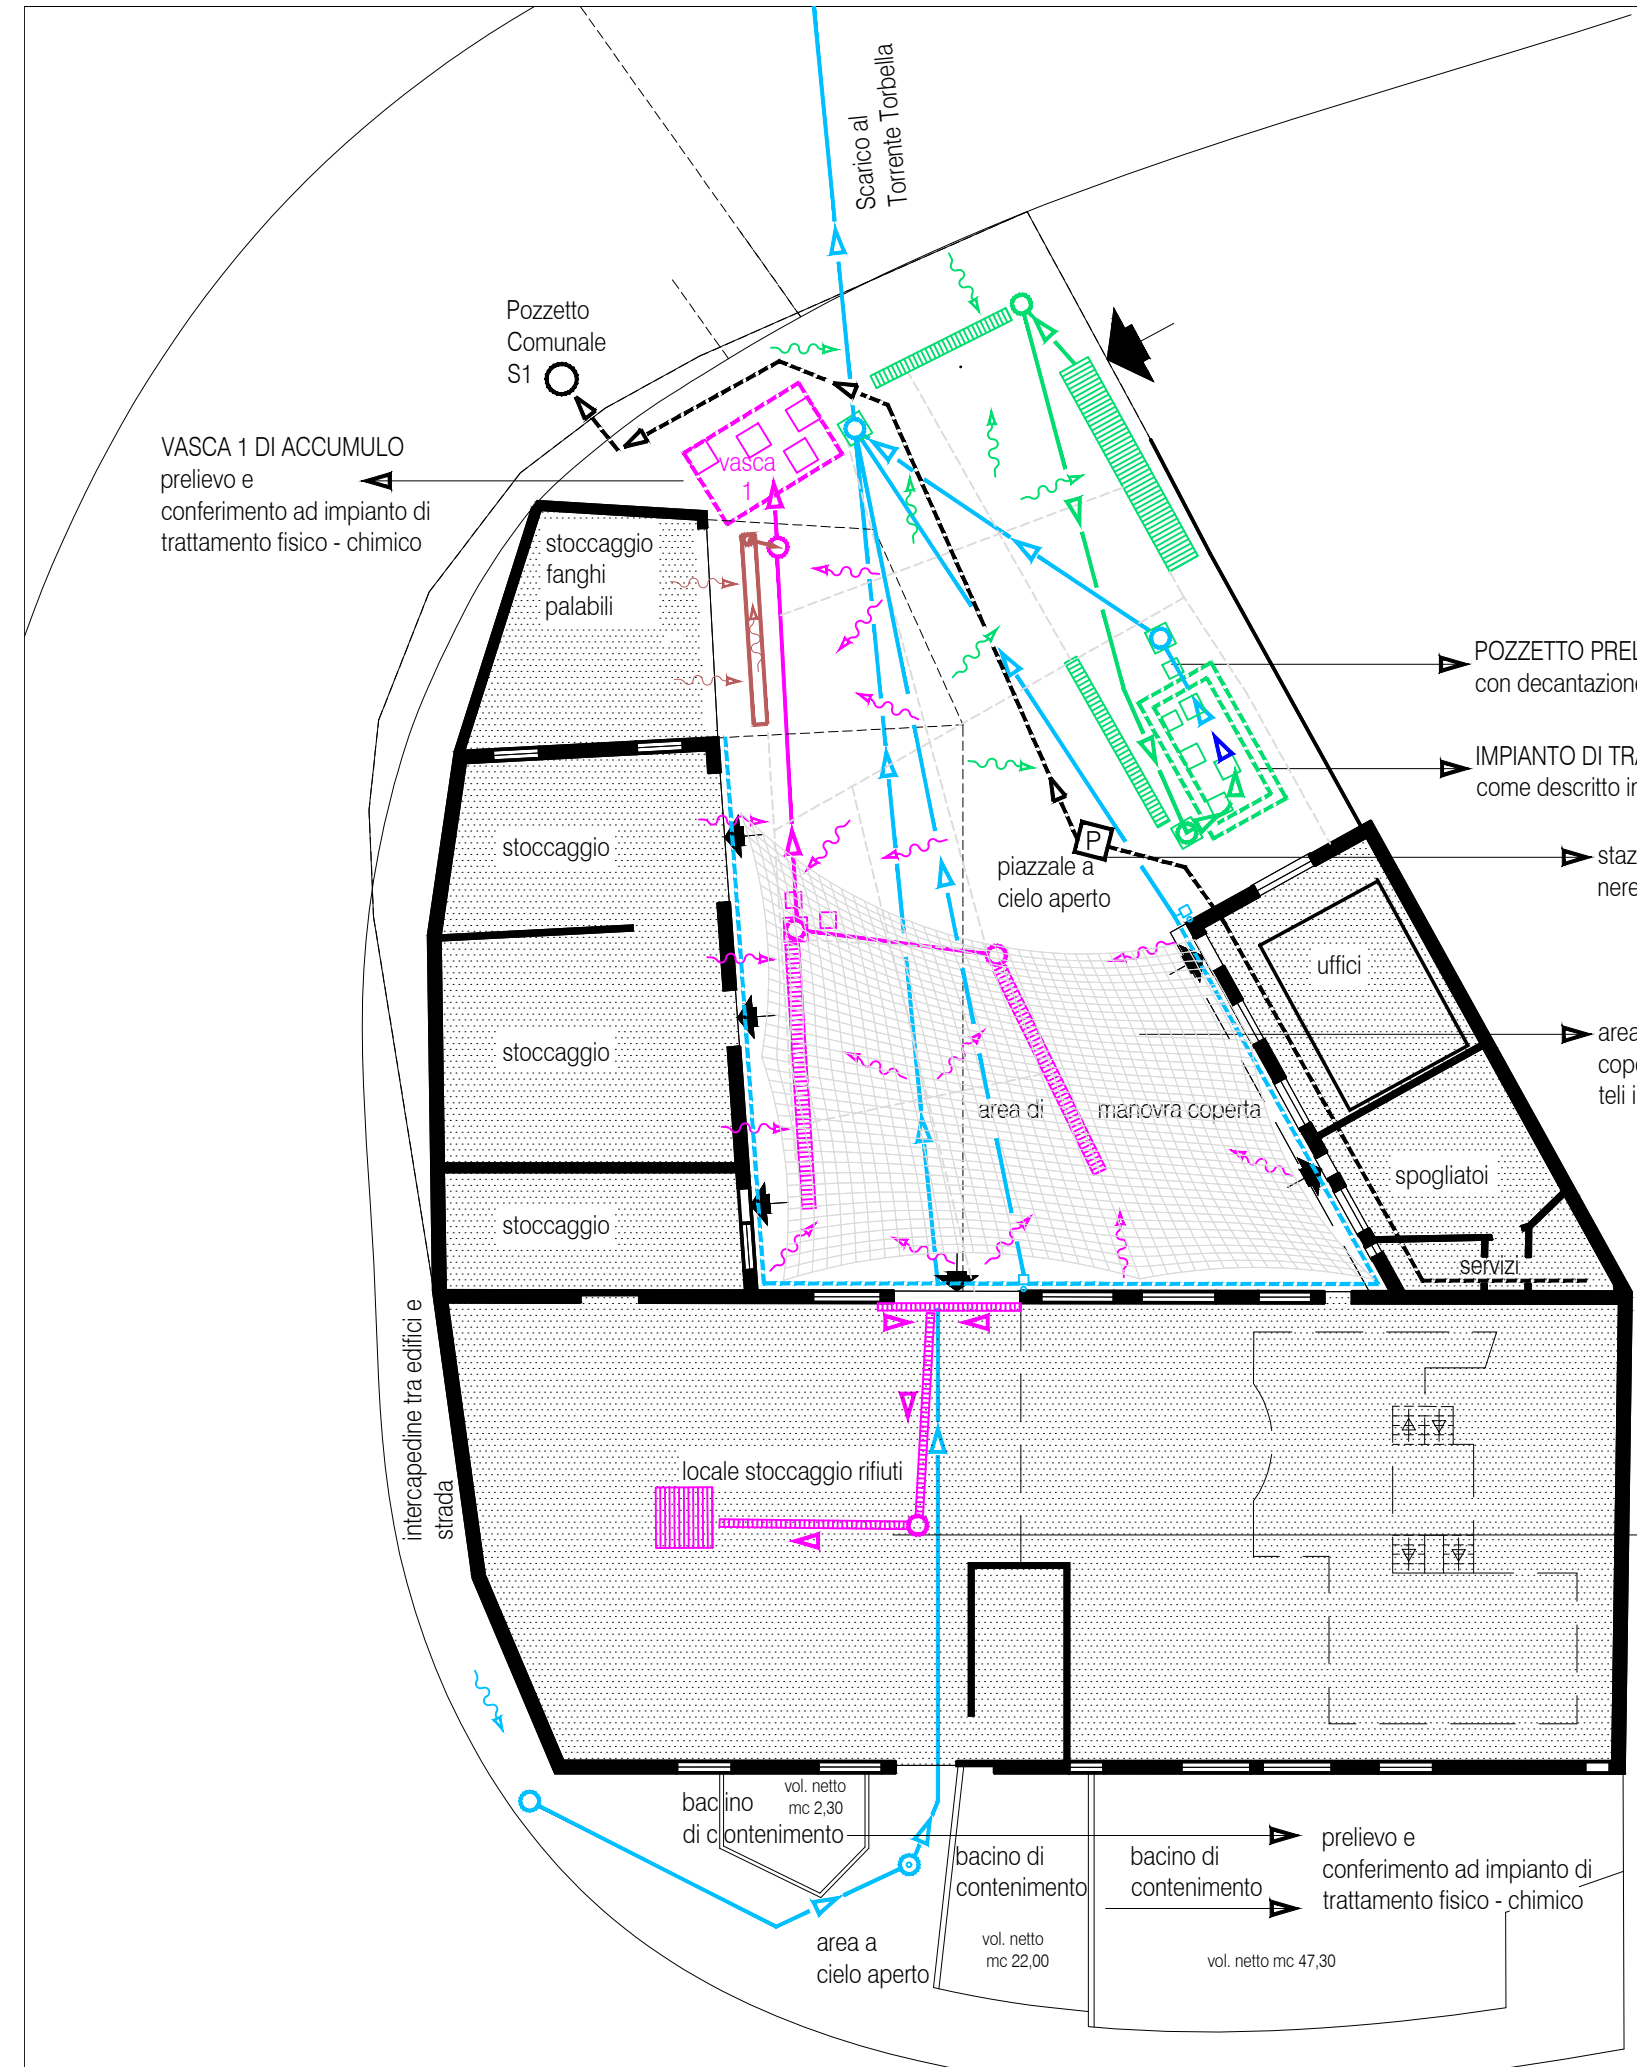 Scarico al
Torrente Torbella
Pozzetto
Comunale
S1
VASCA 1 DI ACCUMULO
prelievo e
conferimento ad impianto di
trattamento fisico - chimico
vasca
1
stoccaggio
fanghi
palabili
POZZETTO PREL
con decantazione
IMPIANTO DI TRA
come descritto in
stoccaggio
P
piazzale a
cielo aperto
staz
nere
uffici
stoccaggio
area
cope
teli i
area di manovra coperta
spogliatoi
stoccaggio
servizi
intercapedine tra edifici e
strada
locale stoccaggio rifiuti
bacino
di contenimento
vol. netto
mc 2,30
prelievo e
conferimento ad impianto di
trattamento fisico - chimico
bacino di
contenimento
bacino di
contenimento
area a
cielo aperto
vol. netto
mc 22,00
vol. netto mc 47,30